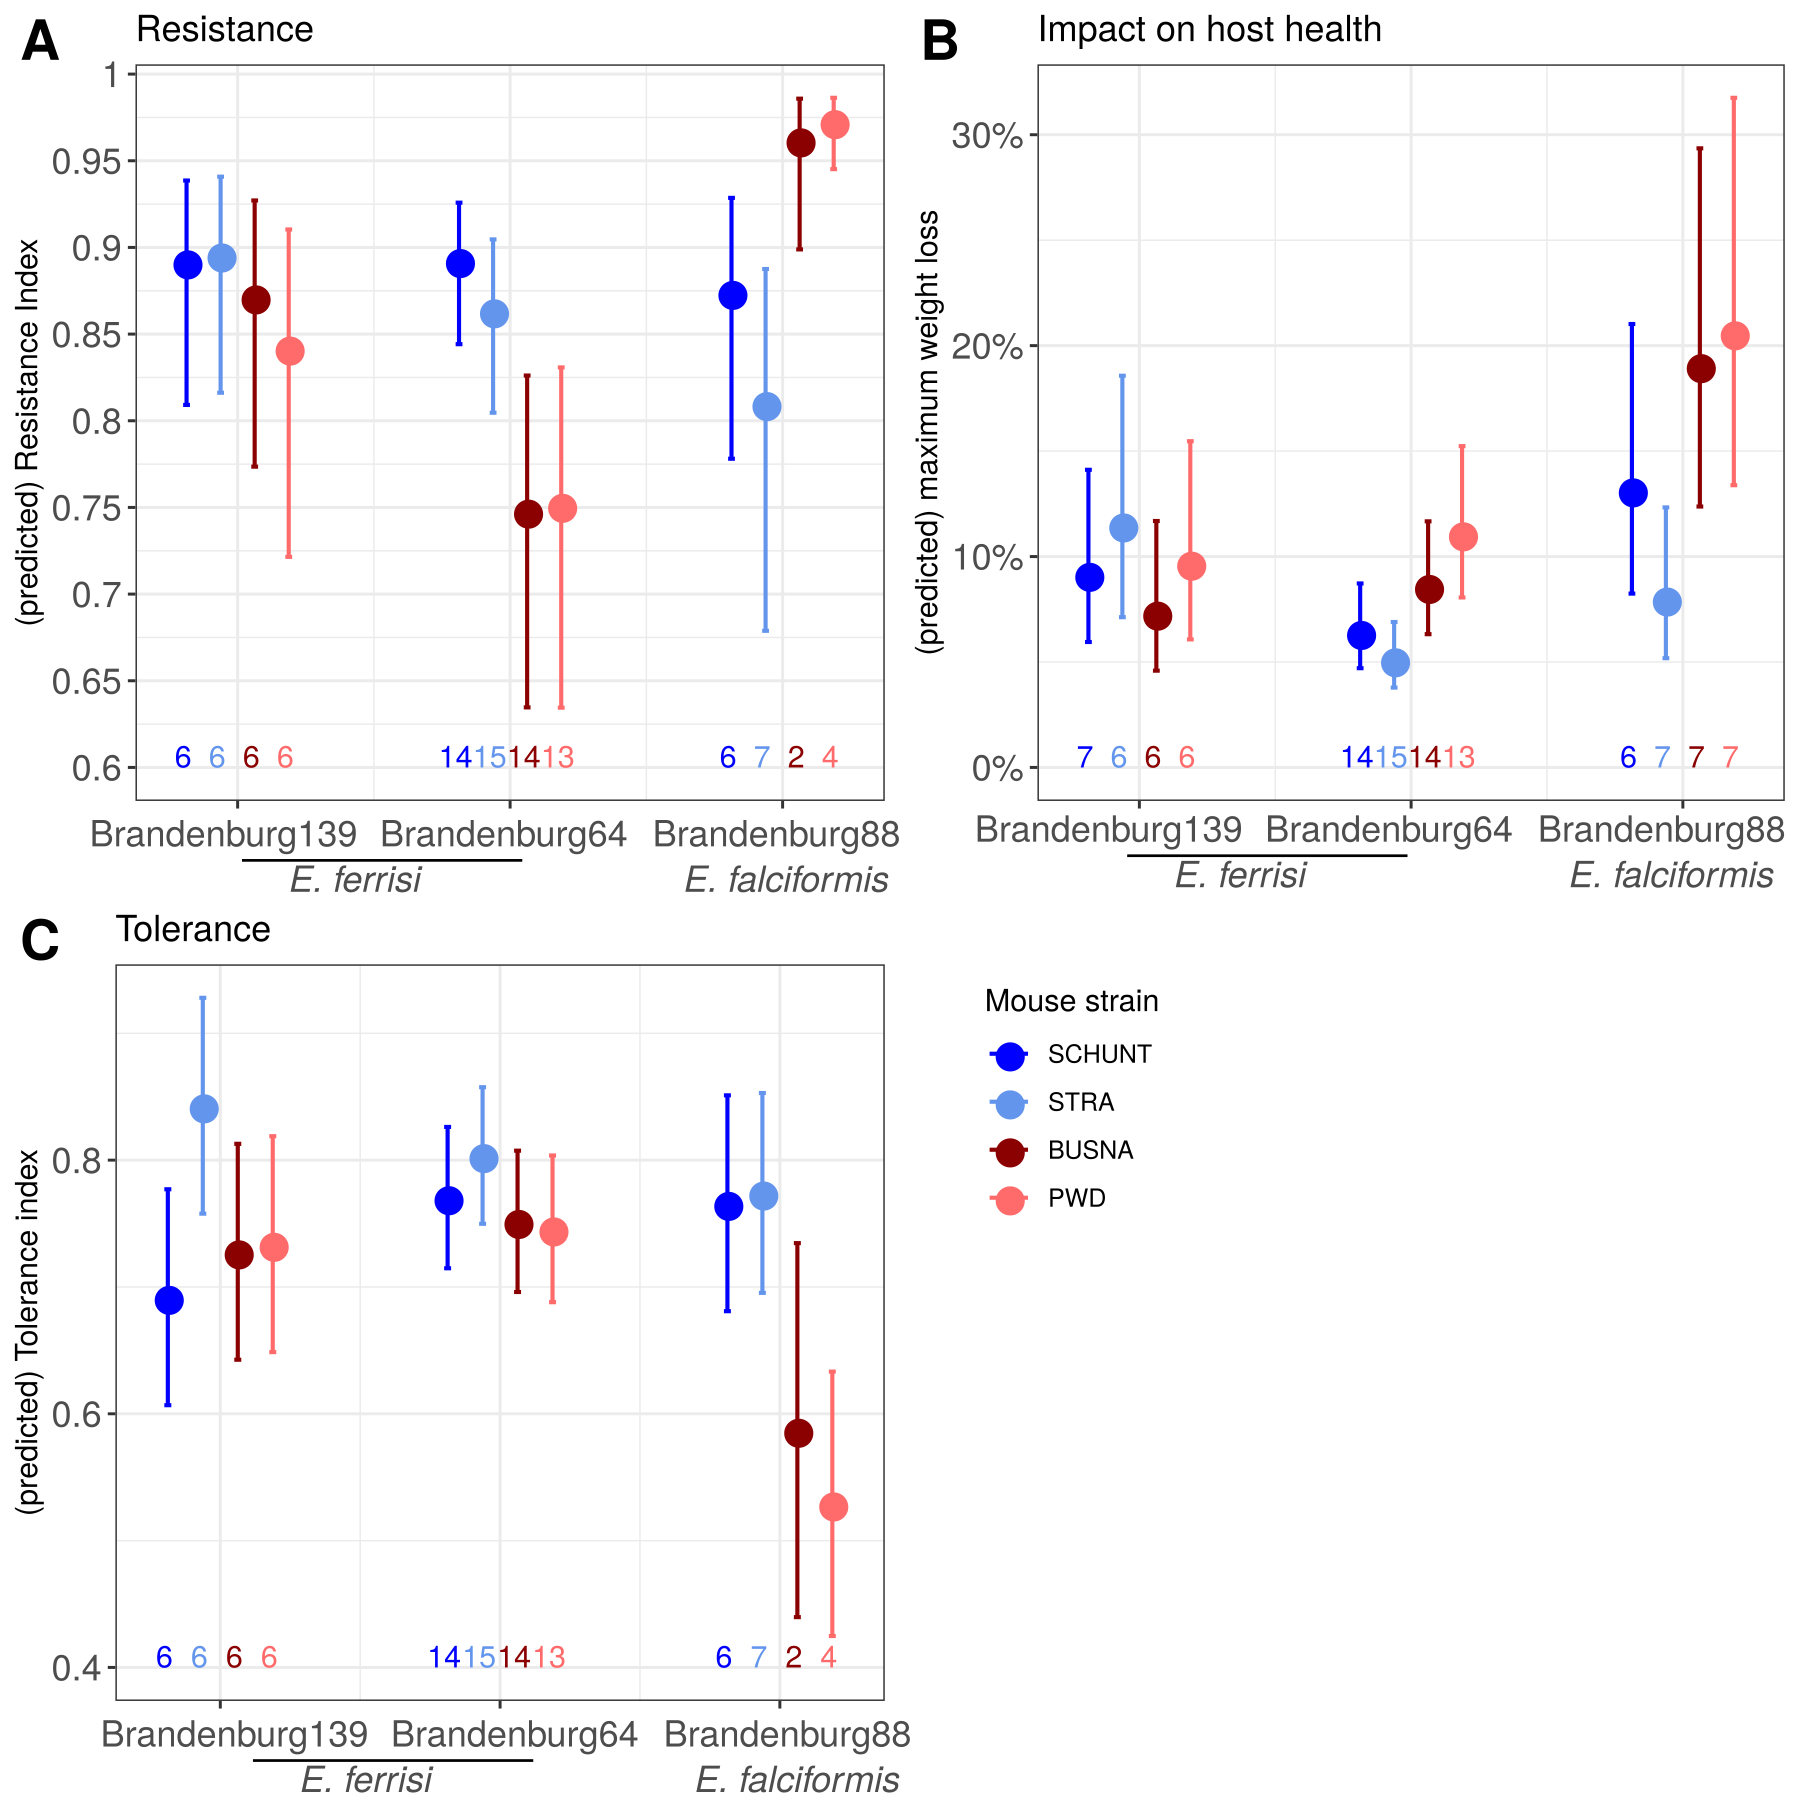 A Resistance
(predicted) Resistance Index
1
0.95
0.9
0.85
0.8
0.75
0.7
0.65
0.6
6 6 6 6 14 15 14 13 6 7 2 4
Brandenburg139 Brandenburg64 Brandenburg88
E. ferrisi E. falciformis
B Impact on host health
(predicted) maximum weight loss
30%
20%
10%
0%
7 6 6 6 14 15 14 13 6 7 7 7
Brandenburg139 Brandenburg64 Brandenburg88
E. ferrisi E. falciformis
C Tolerance
(predicted) Tolerance index
0.8
0.6
0.4
6 6 6 6 14 15 14 13 6 7 2 4
Brandenburg139 Brandenburg64 Brandenburg88
E. ferrisi E. falciformis
Mouse strain
SCHUNT
STRA
BUSNA
PWD